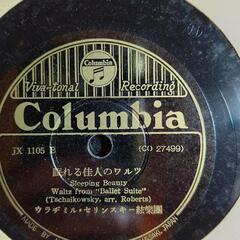 Viva-tonal Recording
Columbia
JX 1105 B
(CO 27499)
眠れる佳人のワルツ
Sleeping Beauty
Waltz from "Ballet Suite"
(Tschaikowsky, arr. Roberts)
ウラヂミル・セリンスキー絃樂團